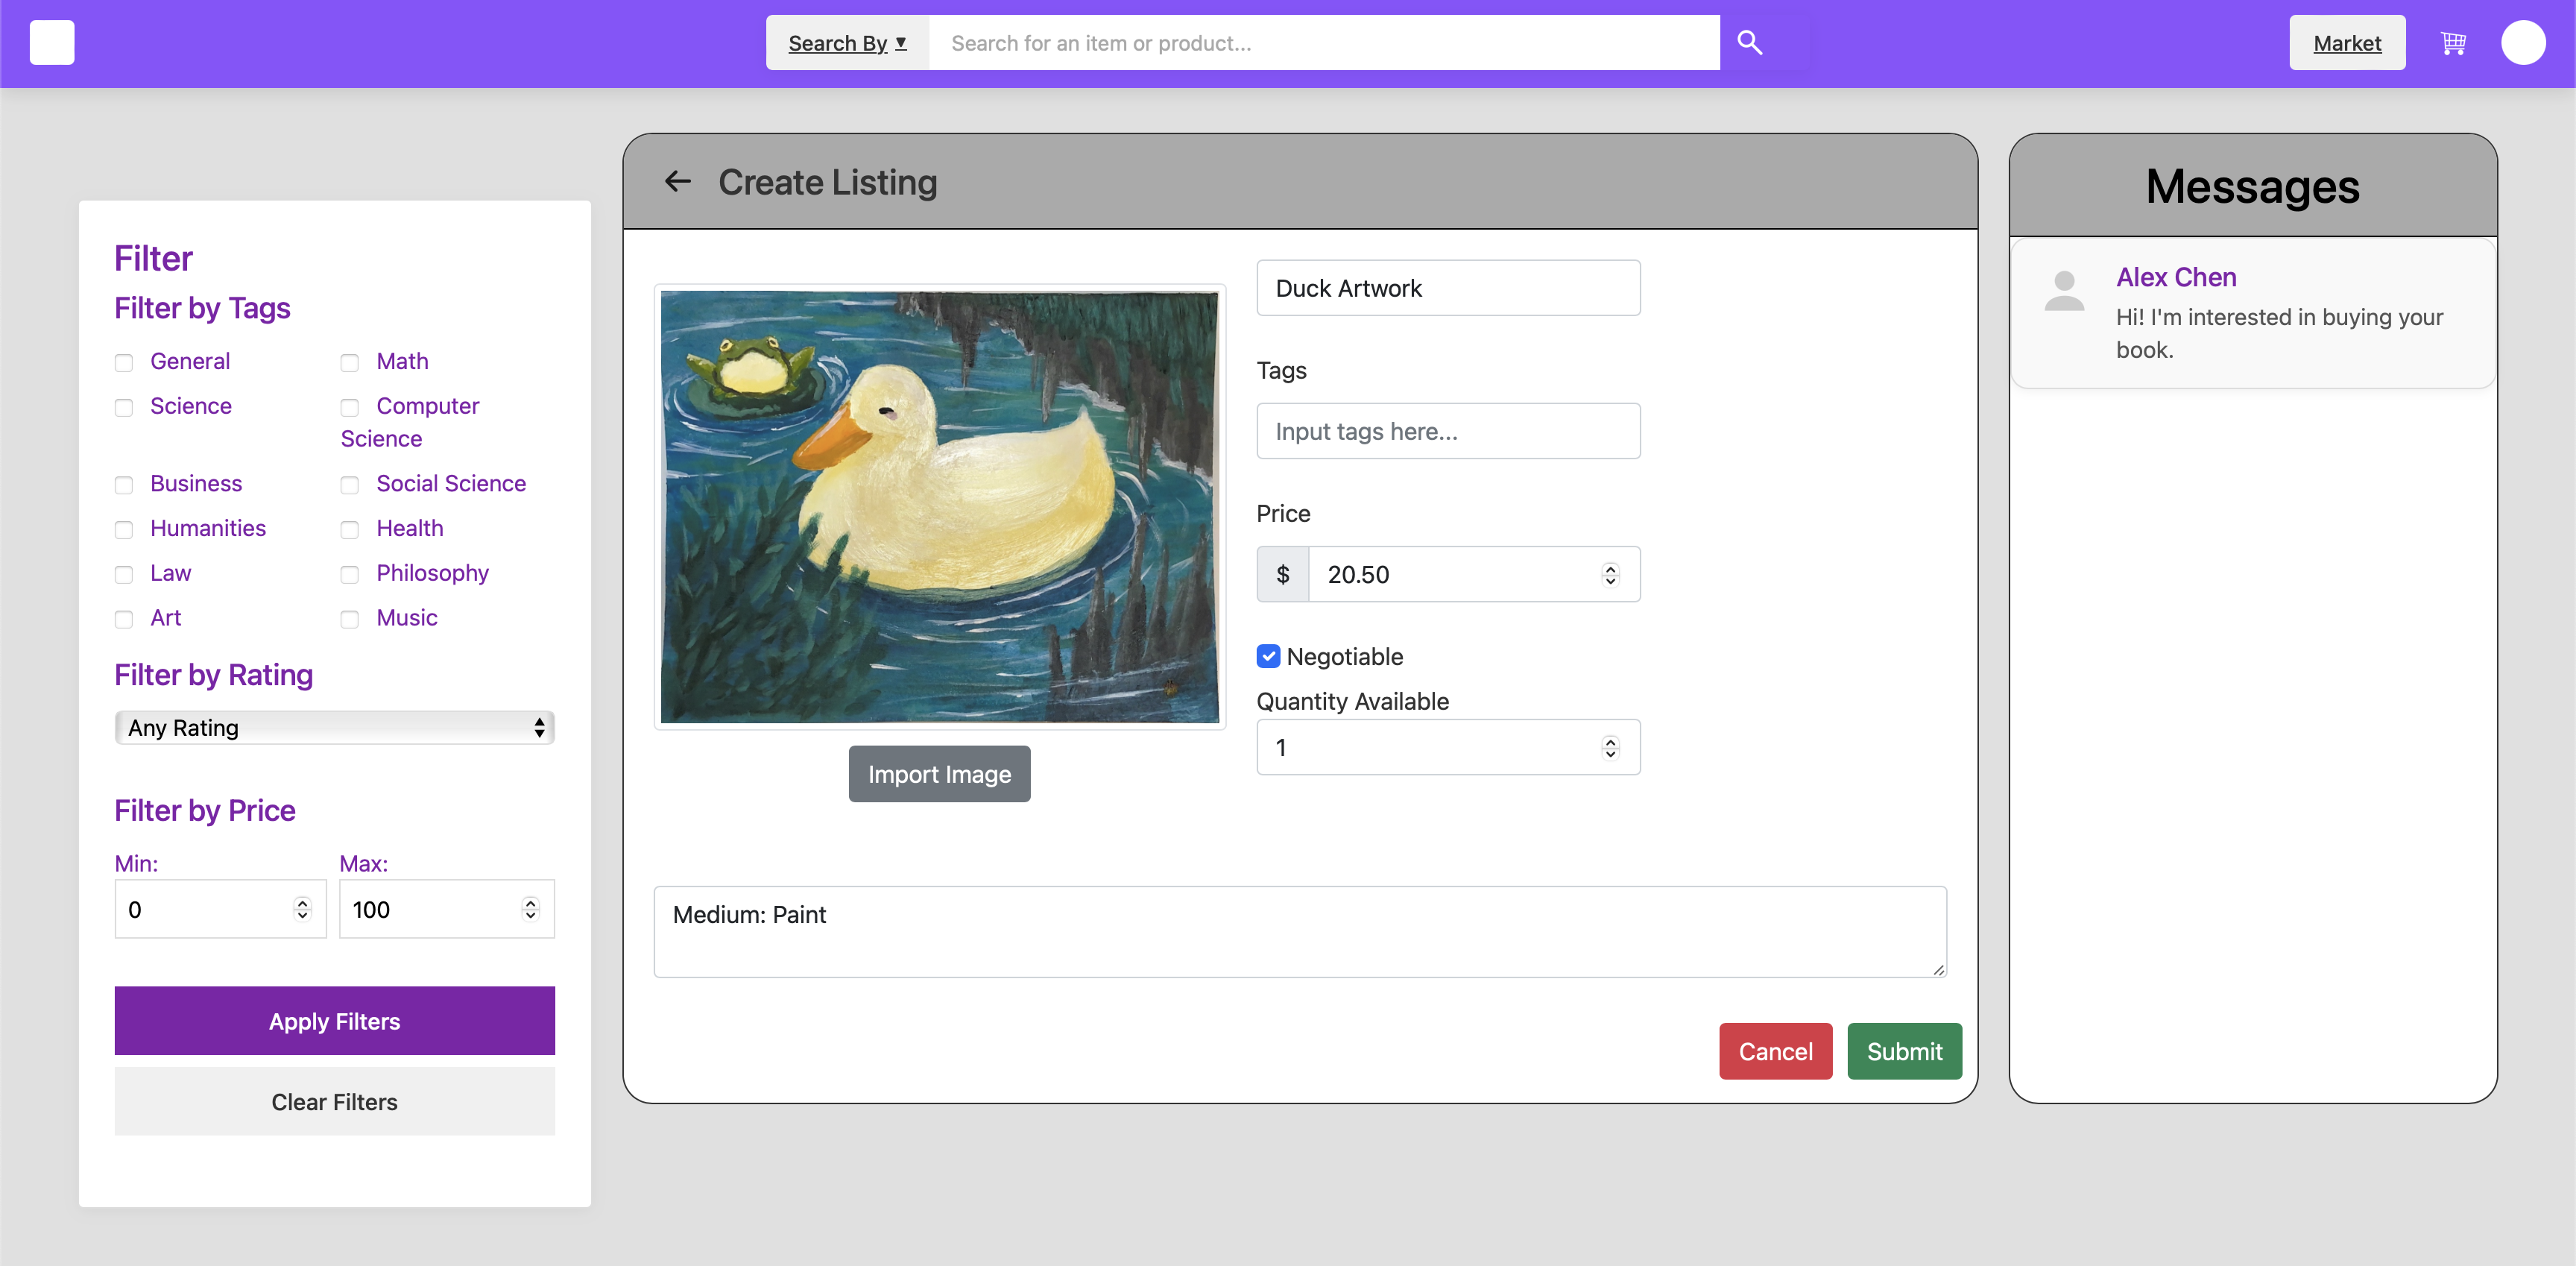 Search By ▼ Search for an item or product... Market
Create Listing
Messages
Filter
Filter by Tags
General Math
Science Computer
Science
Business Social Science
Humanities Health
Law Philosophy
Art Music
Filter by Rating
Any Rating
Filter by Price
Min: Max:
0 100
Apply Filters
Clear Filters
Duck Artwork
Tags
Input tags here...
Price
$ 20.50
Negotiable
Quantity Available
1
Import Image
Medium: Paint
Cancel Submit
Alex Chen
Hi! I'm interested in buying your
book.